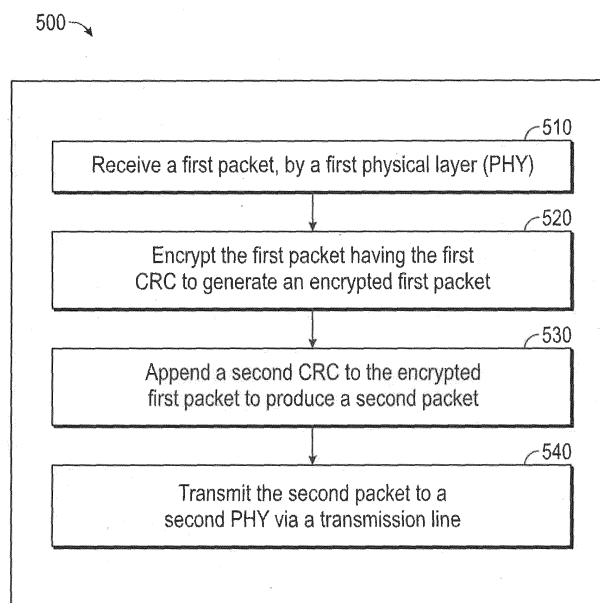 500
510
Receive a first packet, by a first physical layer (PHY)
520
Encrypt the first packet having the first
CRC to generate an encrypted first packet
530
Append a second CRC to the encrypted
first packet to produce a second packet
540
Transmit the second packet to a
second PHY via a transmission line